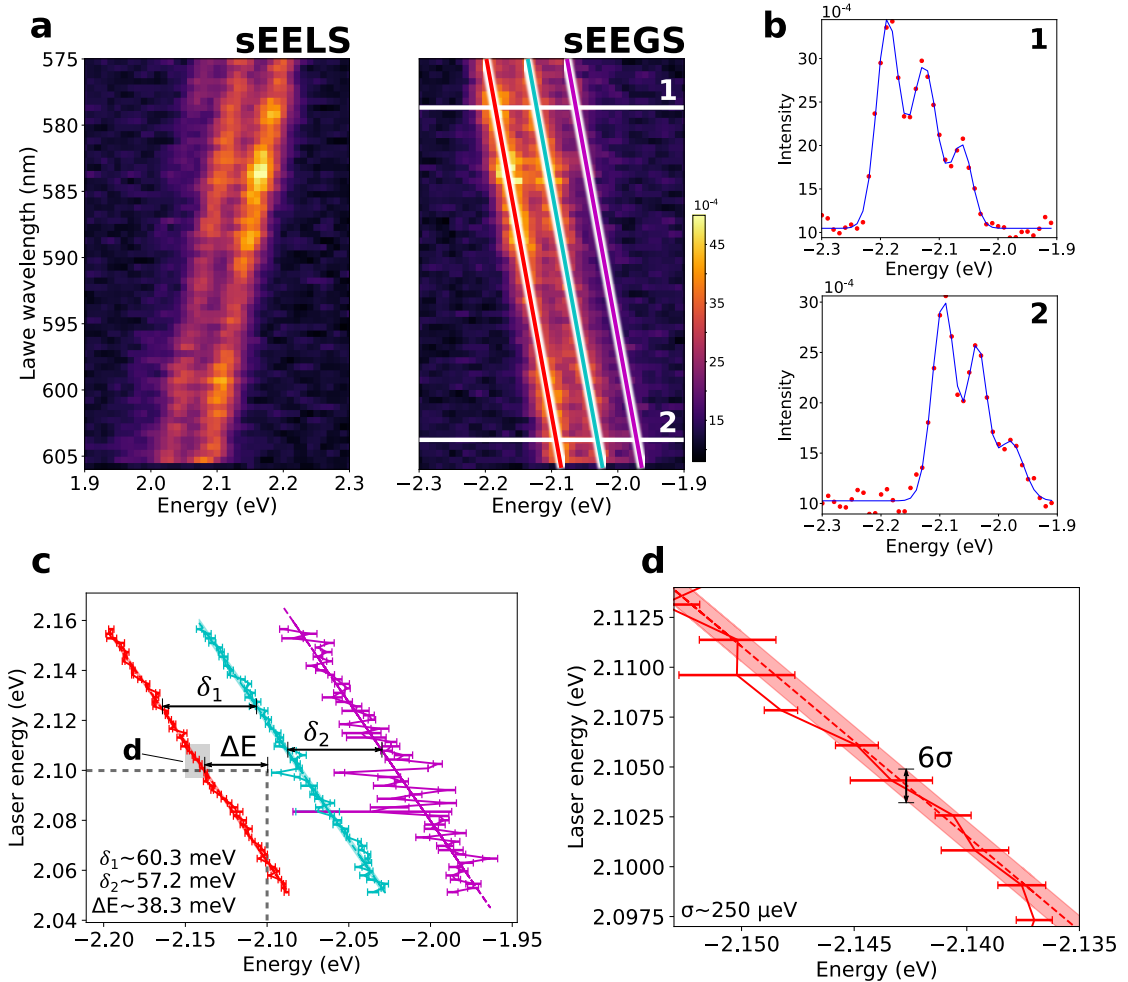 a
sEELS
sEEGS
Lawe wavelength (nm)
575
580
585
590
595
600
605
1.9 2.0 2.1 2.2 2.3
Energy (eV)
1
2
−2.3 −2.2 −2.1 −2.0 −1.9
Energy (eV)
10⁻⁴
45
35
25
15
b
10⁻⁴
1
Intensity
30
25
20
15
10
−2.3 −2.2 −2.1 −2.0 −1.9
Energy (eV)
10⁻⁴
2
Intensity
30
25
20
15
10
−2.3 −2.2 −2.1 −2.0 −1.9
Energy (eV)
c
Laser energy (eV)
2.16
2.14
2.12
2.10
2.08
2.06
2.04
δ₁
δ₂
d
ΔE
δ₁~60.3 meV
δ₂~57.2 meV
ΔE~38.3 meV
−2.20 −2.15 −2.10 −2.05 −2.00 −1.95
Energy (eV)
d
Laser energy (eV)
2.1125
2.1100
2.1075
2.1050
2.1025
2.1000
2.0975
6σ
σ~250 μeV
−2.150 −2.145 −2.140 −2.135
Energy (eV)